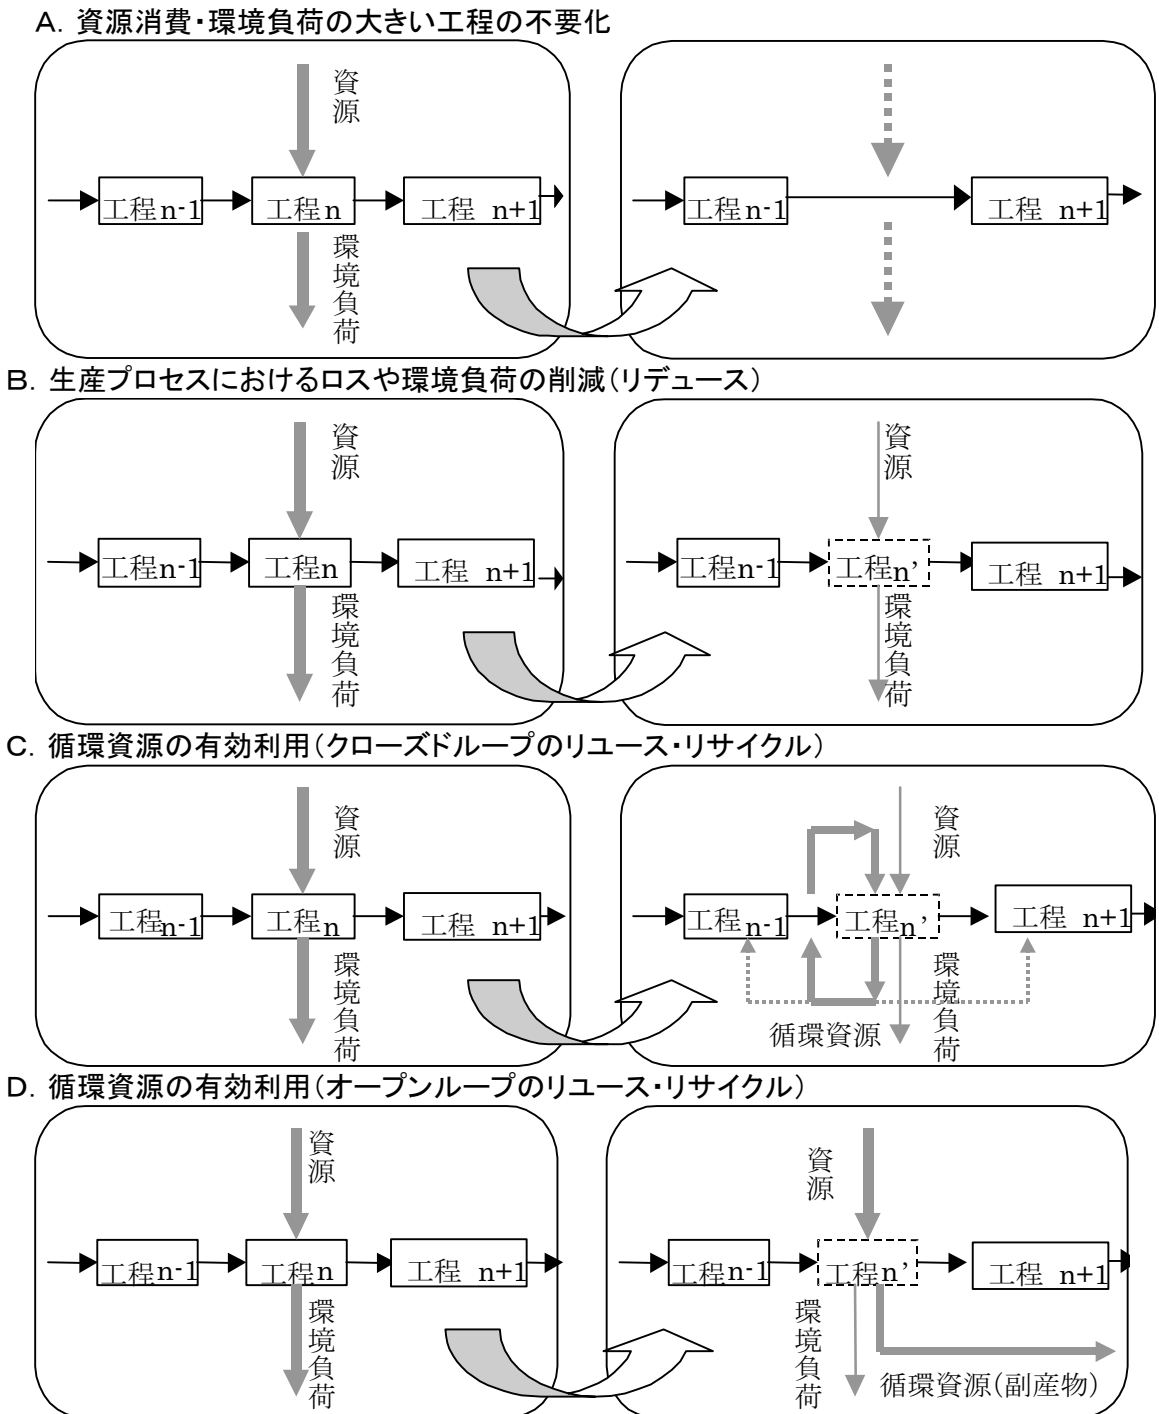 A．資源消費・環境負荷の大きい工程の不要化
資源
工程n-1
工程n
工程 n+1
環境負荷
工程n-1
工程 n+1
B．生産プロセスにおけるロスや環境負荷の削減（リデュース）
資源
工程n-1
工程n
工程 n+1
環境負荷
資源
工程n-1
工程n’
工程 n+1
環境負荷
C．循環資源の有効利用（クローズドループのリユース・リサイクル）
資源
工程n-1
工程n
工程 n+1
環境負荷
資源
工程n-1
工程n’
工程 n+1
環境負荷
循環資源
D．循環資源の有効利用（オープンループのリユース・リサイクル）
資源
工程n-1
工程n
工程 n+1
環境負荷
資源
工程n-1
工程n’
工程 n+1
環境負荷
循環資源（副産物）